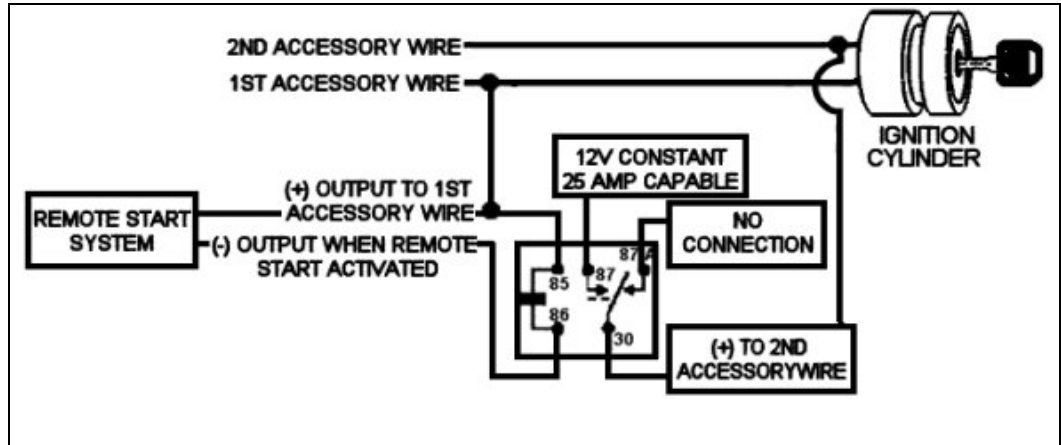 2ND ACCESSORY WIRE
1ST ACCESSORY WIRE
IGNITION
CYLINDER
12V CONSTANT
25 AMP CAPABLE
(+) OUTPUT TO 1ST
ACCESSORY WIRE
REMOTE START
SYSTEM
NO
CONNECTION
(-) OUTPUT WHEN REMOTE
START ACTIVATED
87A
87
85
86
30
(+) TO 2ND
ACCESSORYWIRE